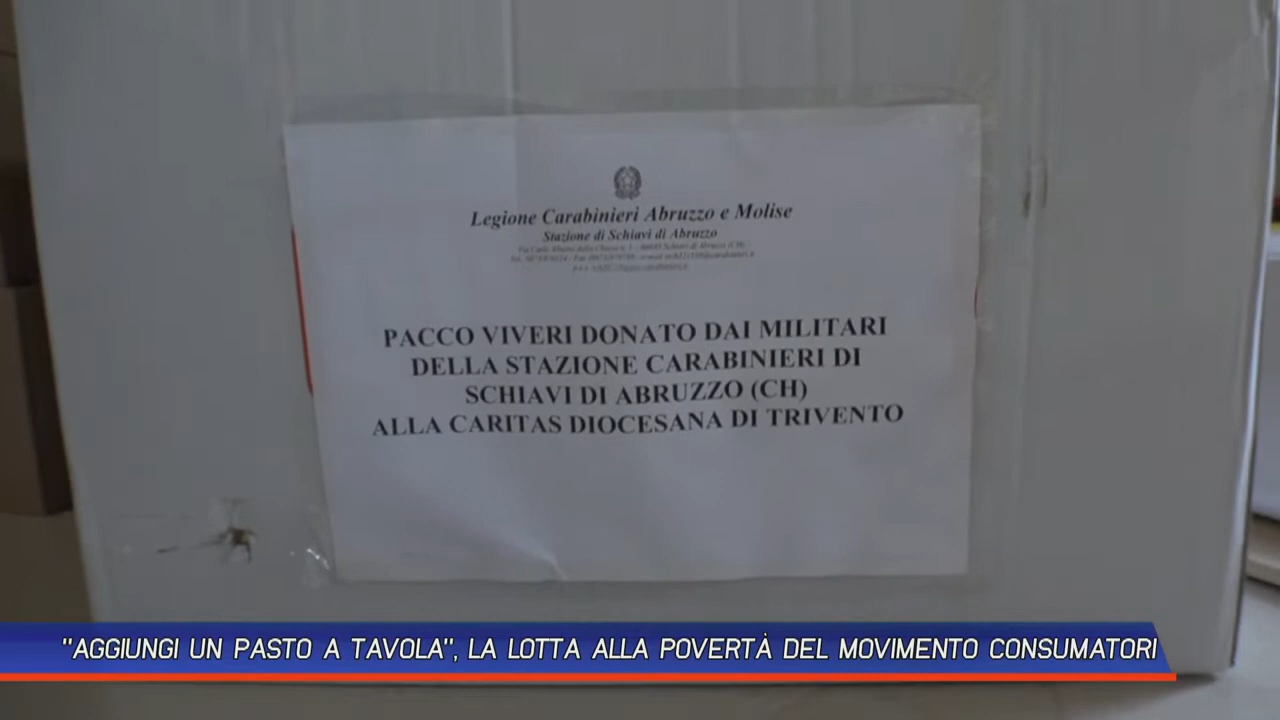 Legione Carabinieri Abruzzo e Molise
Stazione di Schiavi di Abruzzo
PACCO VIVERI DONATO DAI MILITARI
DELLA STAZIONE CARABINIERI DI
SCHIAVI DI ABRUZZO (CH)
ALLA CARITAS DIOCESANA DI TRIVENTO
"AGGIUNGI UN PASTO A TAVOLA", LA LOTTA ALLA POVERTÀ DEL MOVIMENTO CONSUMATORI